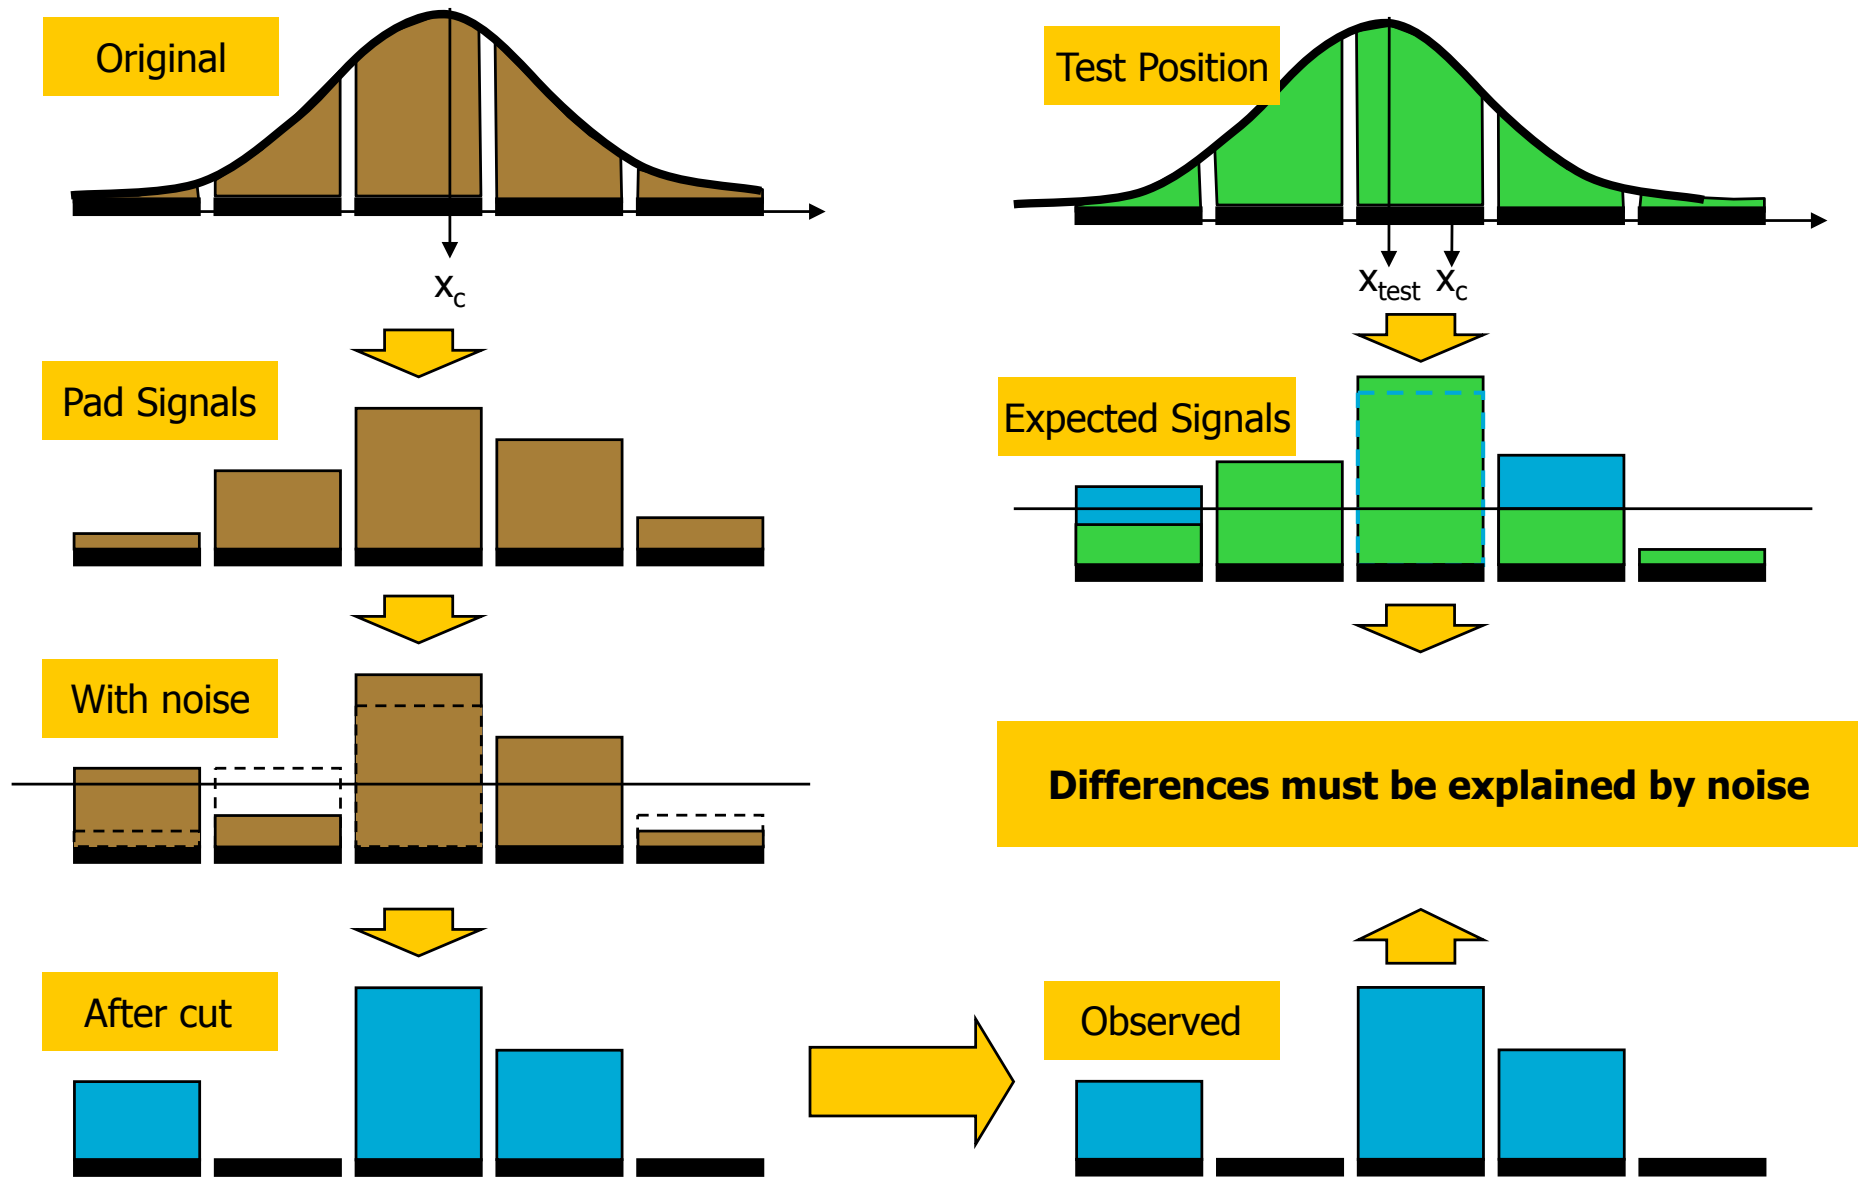 Original
x_c
Pad Signals
With noise
After cut
Test Position
x_test x_c
Expected Signals
Differences must be explained by noise
Observed